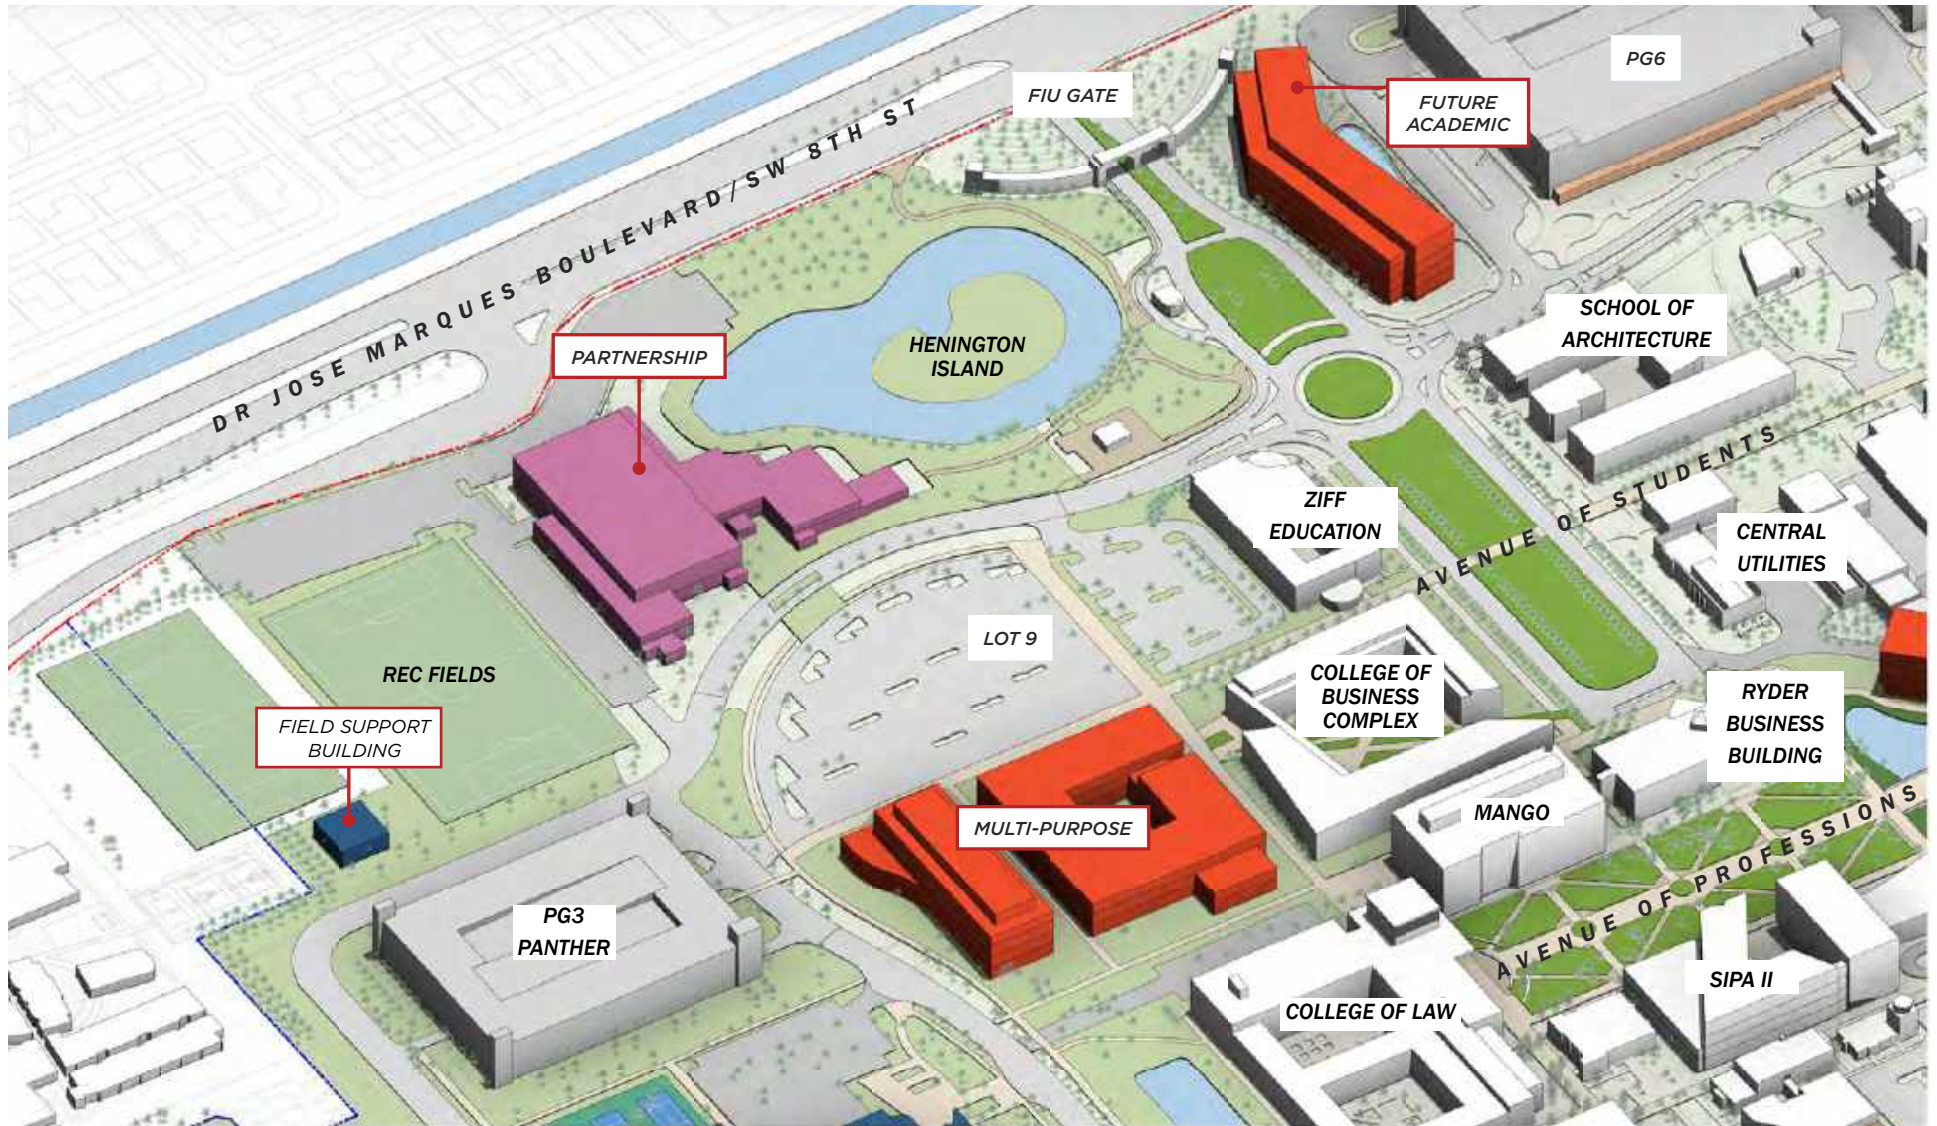 PG6
FIU GATE
FUTURE
ACADEMIC
DR JOSE MARQUES BOULEVARD/SW 8TH ST
SCHOOL OF
ARCHITECTURE
HENINGTON
ISLAND
PARTNERSHIP
AVENUE OF STUDENTS
ZIFF
EDUCATION
CENTRAL
UTILITIES
LOT 9
REC FIELDS
COLLEGE OF
BUSINESS
COMPLEX
RYDER
BUSINESS
BUILDING
FIELD SUPPORT
BUILDING
MANGO
MULTI-PURPOSE
AVENUE OF PROFESSIONS
PG3
PANTHER
SIPA II
COLLEGE OF LAW